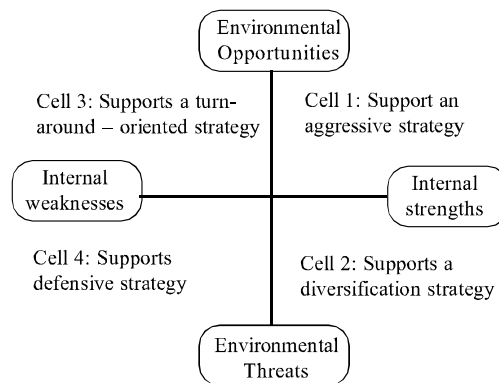 Environmental
Opportunities
Cell 3: Supports a turn-
around – oriented strategy
Cell 1: Support an
aggressive strategy
Internal
weaknesses
Internal
strengths
Cell 4: Supports
defensive strategy
Cell 2: Supports a
diversification strategy
Environmental
Threats